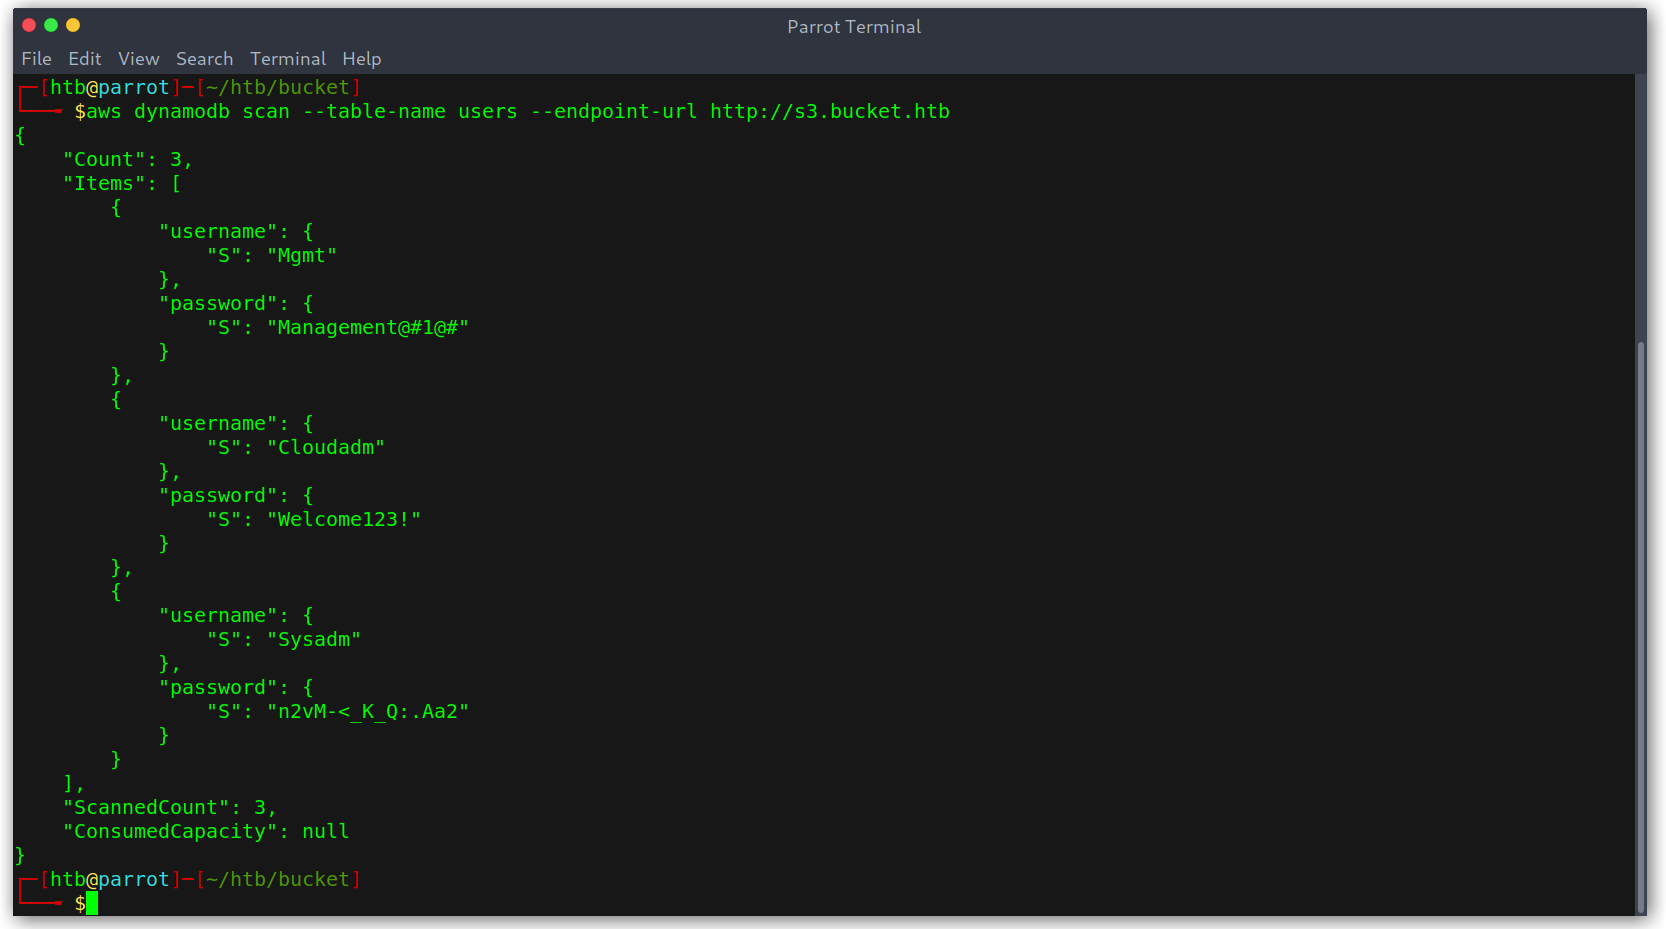 Parrot Terminal
File Edit View Search Terminal Help
┌─[htb@parrot]─[~/htb/bucket]
└──╼ $aws dynamodb scan --table-name users --endpoint-url http://s3.bucket.htb
{
    "Count": 3,
    "Items": [
        {
            "username": {
                "S": "Mgmt"
            },
            "password": {
                "S": "Management@#1@#"
            }
        },
        {
            "username": {
                "S": "Cloudadm"
            },
            "password": {
                "S": "Welcome123!"
            }
        },
        {
            "username": {
                "S": "Sysadm"
            },
            "password": {
                "S": "n2vM-<_K_Q:.Aa2"
            }
        }
    ],
    "ScannedCount": 3,
    "ConsumedCapacity": null
}
┌─[htb@parrot]─[~/htb/bucket]
└──╼ $